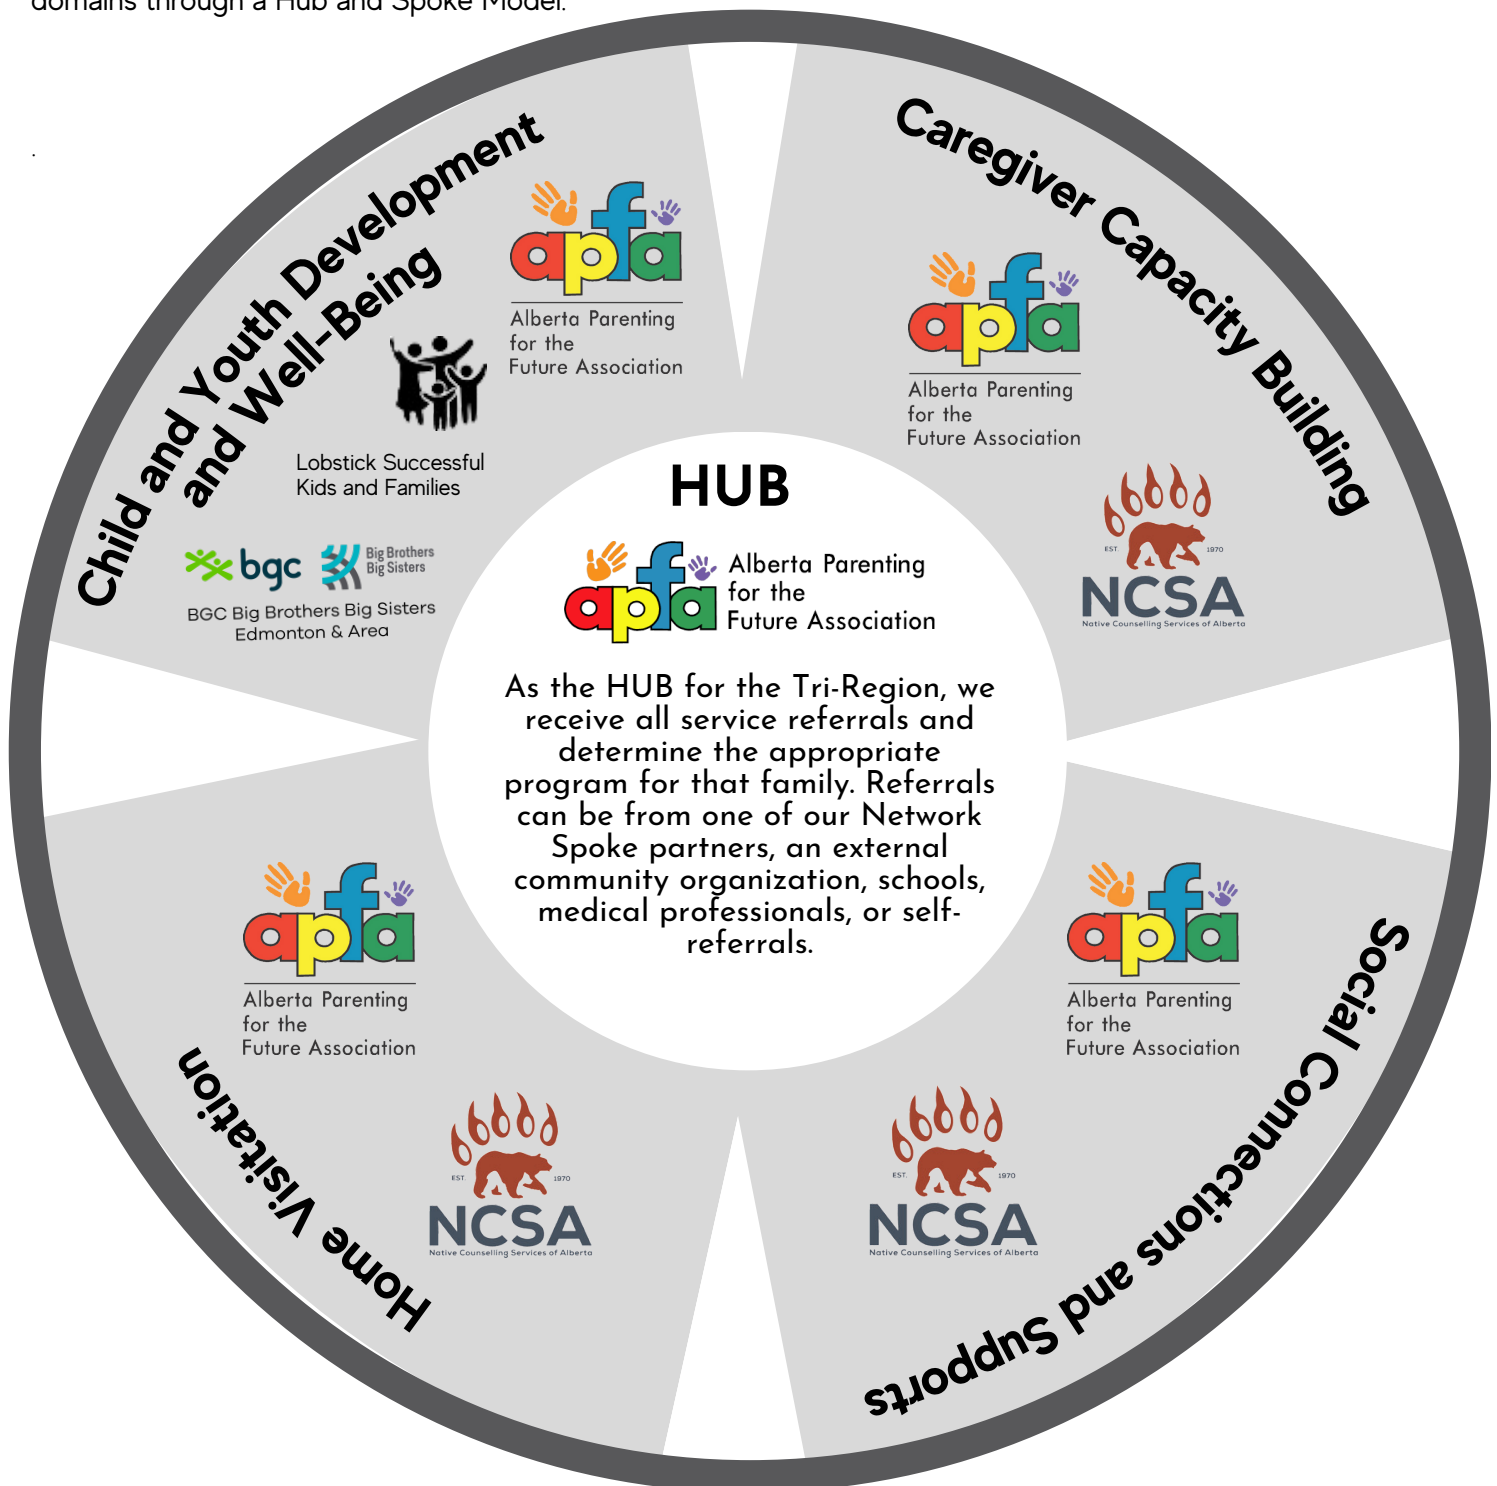 domains through a Hub and Spoke Model.
.
Child and Youth Development
and Well-Being
apfa
Alberta Parenting
for the
Future Association
Lobstick Successful
Kids and Families
bgc
Big Brothers
Big Sisters
BGC Big Brothers Big Sisters
Edmonton & Area
Caregiver Capacity Building
apfa
Alberta Parenting
for the
Future Association
EST. 1970
NCSA
Native Counselling Services of Alberta
HUB
apfa
Alberta Parenting
for the
Future Association
As the HUB for the Tri-Region, we
receive all service referrals and
determine the appropriate
program for that family. Referrals
can be from one of our Network
Spoke partners, an external
community organization, schools,
medical professionals, or self-
referrals.
Home Visitation
apfa
Alberta Parenting
for the
Future Association
EST. 1970
NCSA
Native Counselling Services of Alberta
Social Connections and Supports
apfa
Alberta Parenting
for the
Future Association
EST. 1970
NCSA
Native Counselling Services of Alberta